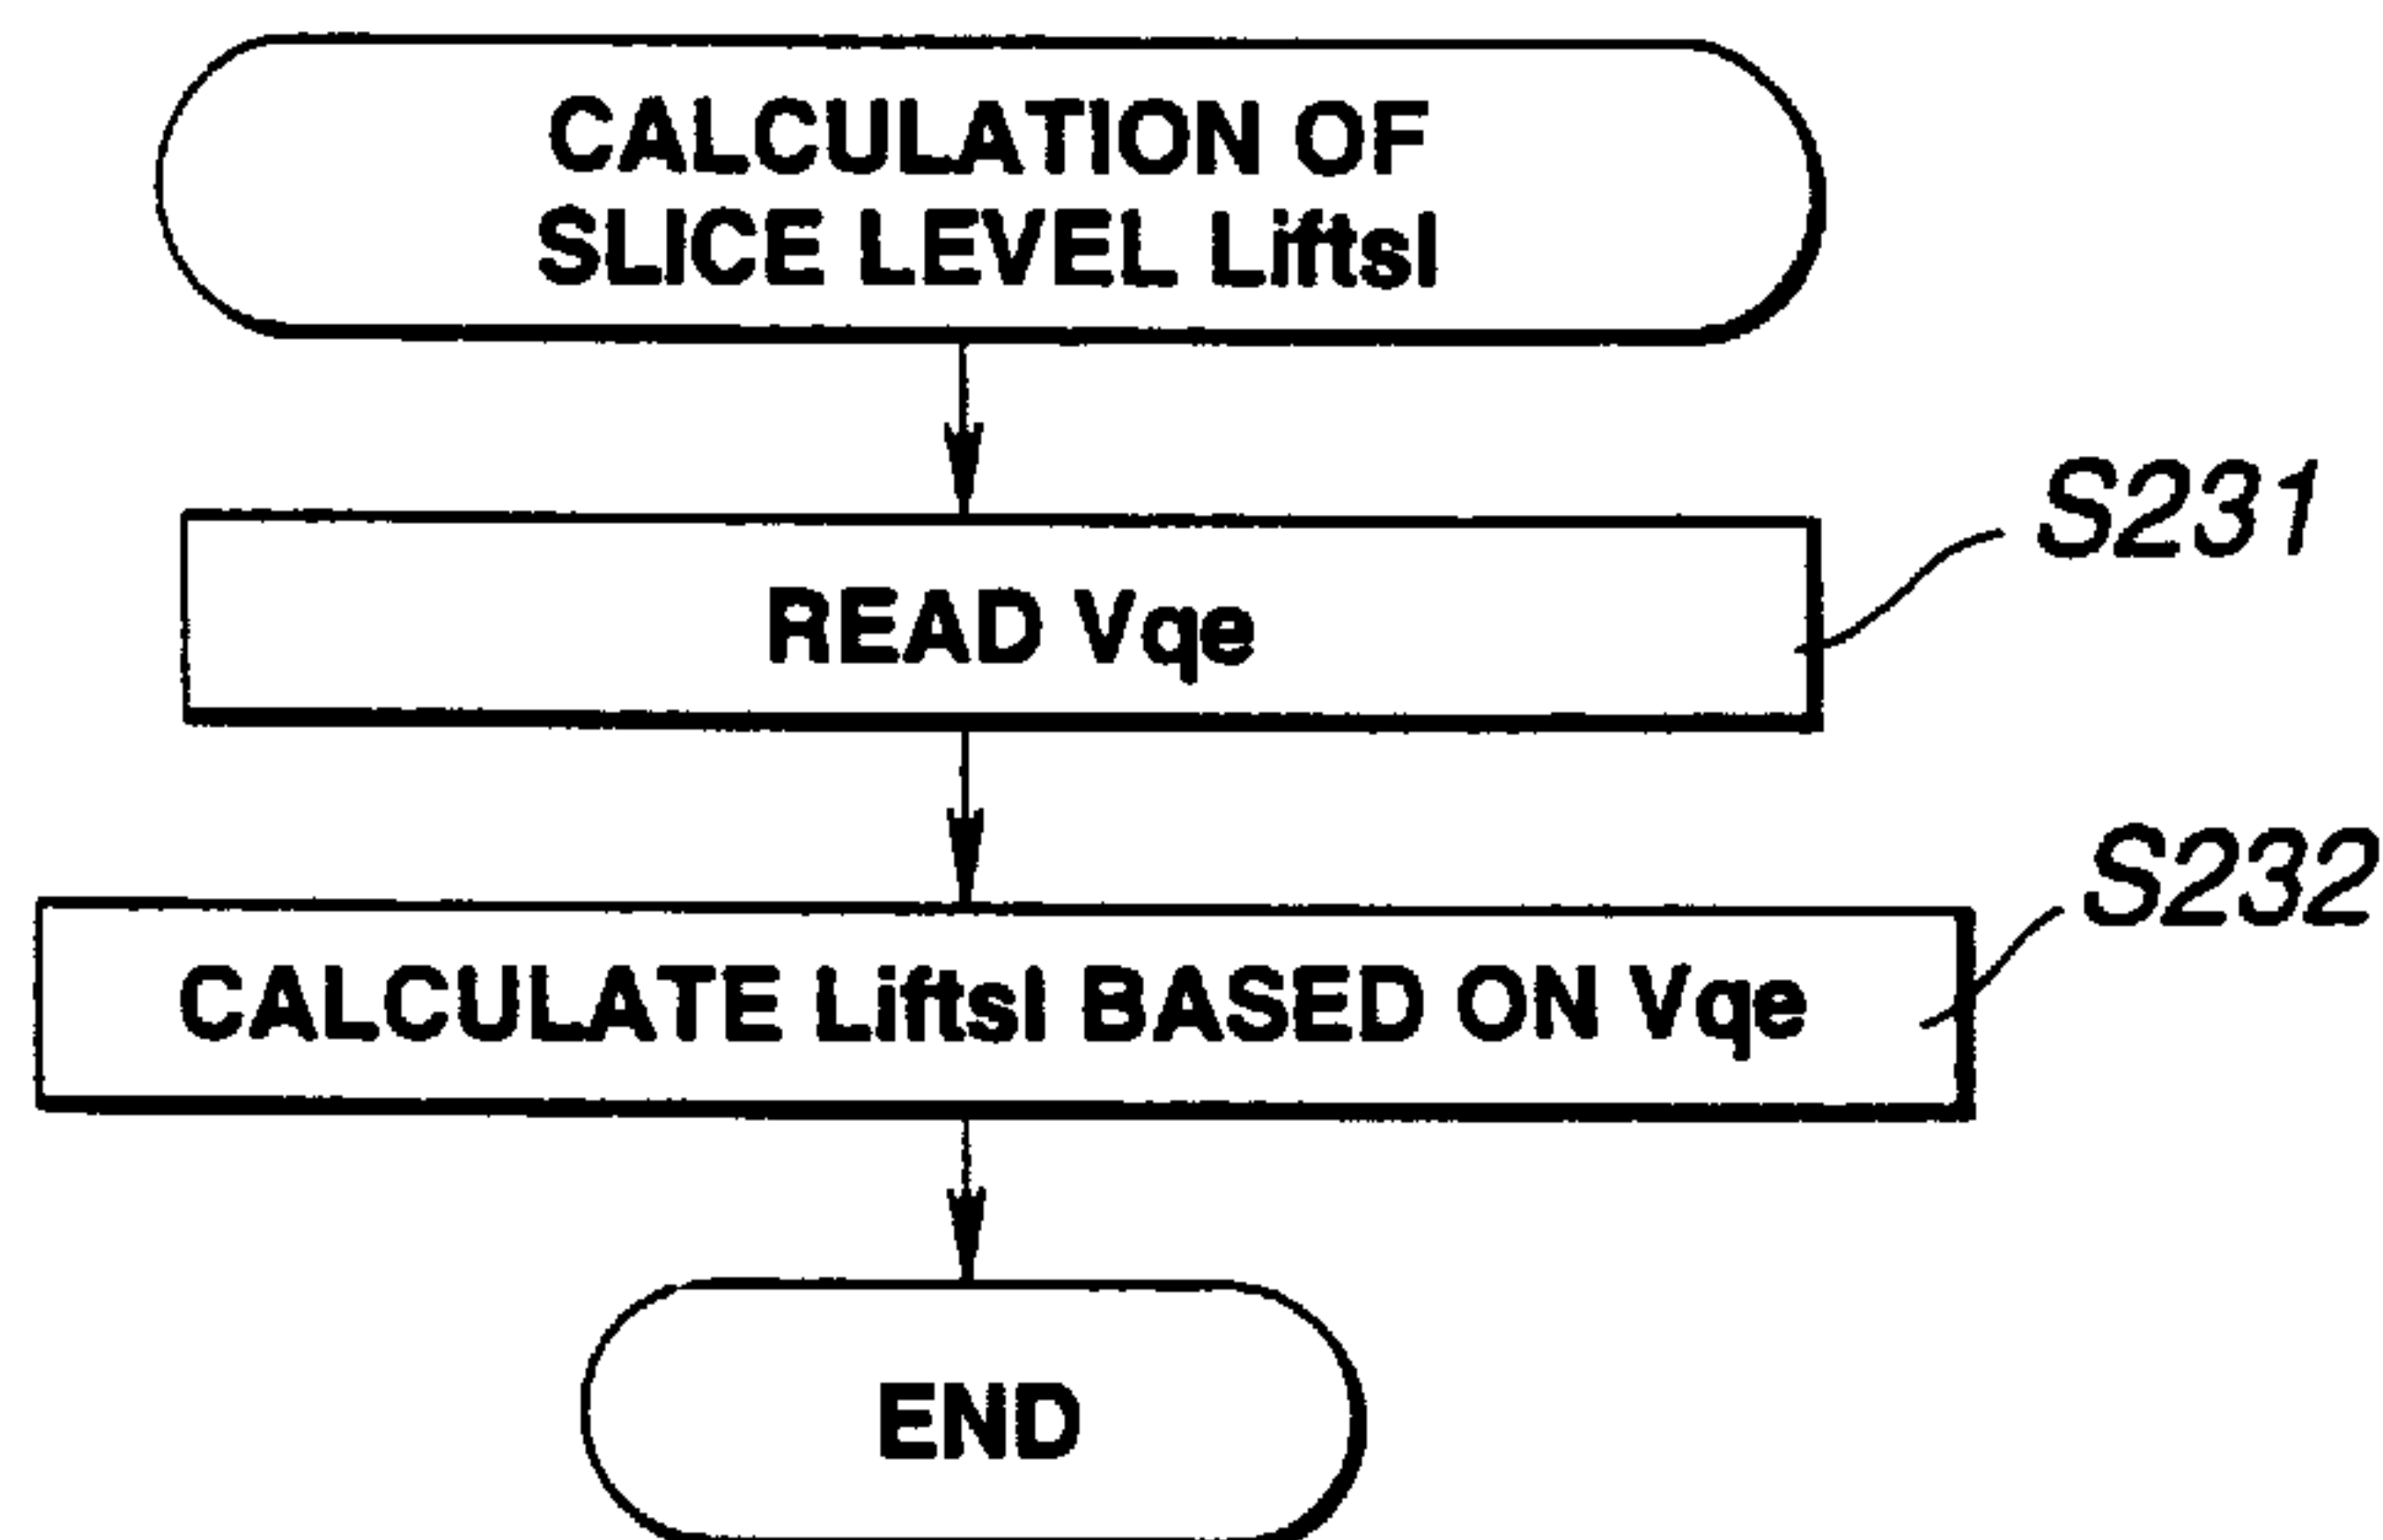 CALCULATION OF
SLICE LEVEL Liftsl
S231
READ Vqe
S232
CALCULATE Liftsl BASED ON Vqe
END